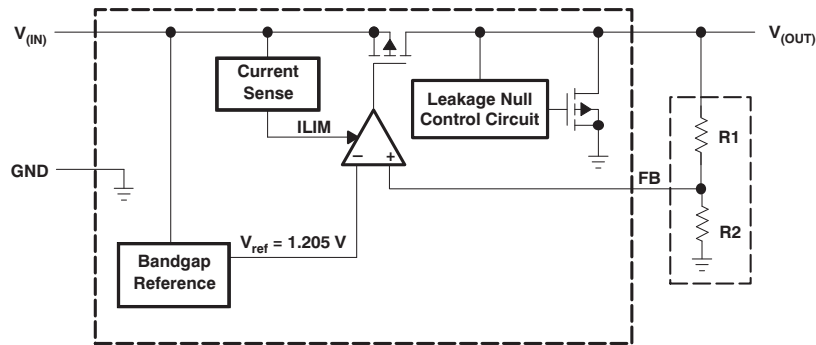 V(IN)
V(OUT)
Current
Sense
Leakage Null
Control Circuit
ILIM
R1
– +
GND
FB
R2
Vref = 1.205 V
Bandgap
Reference